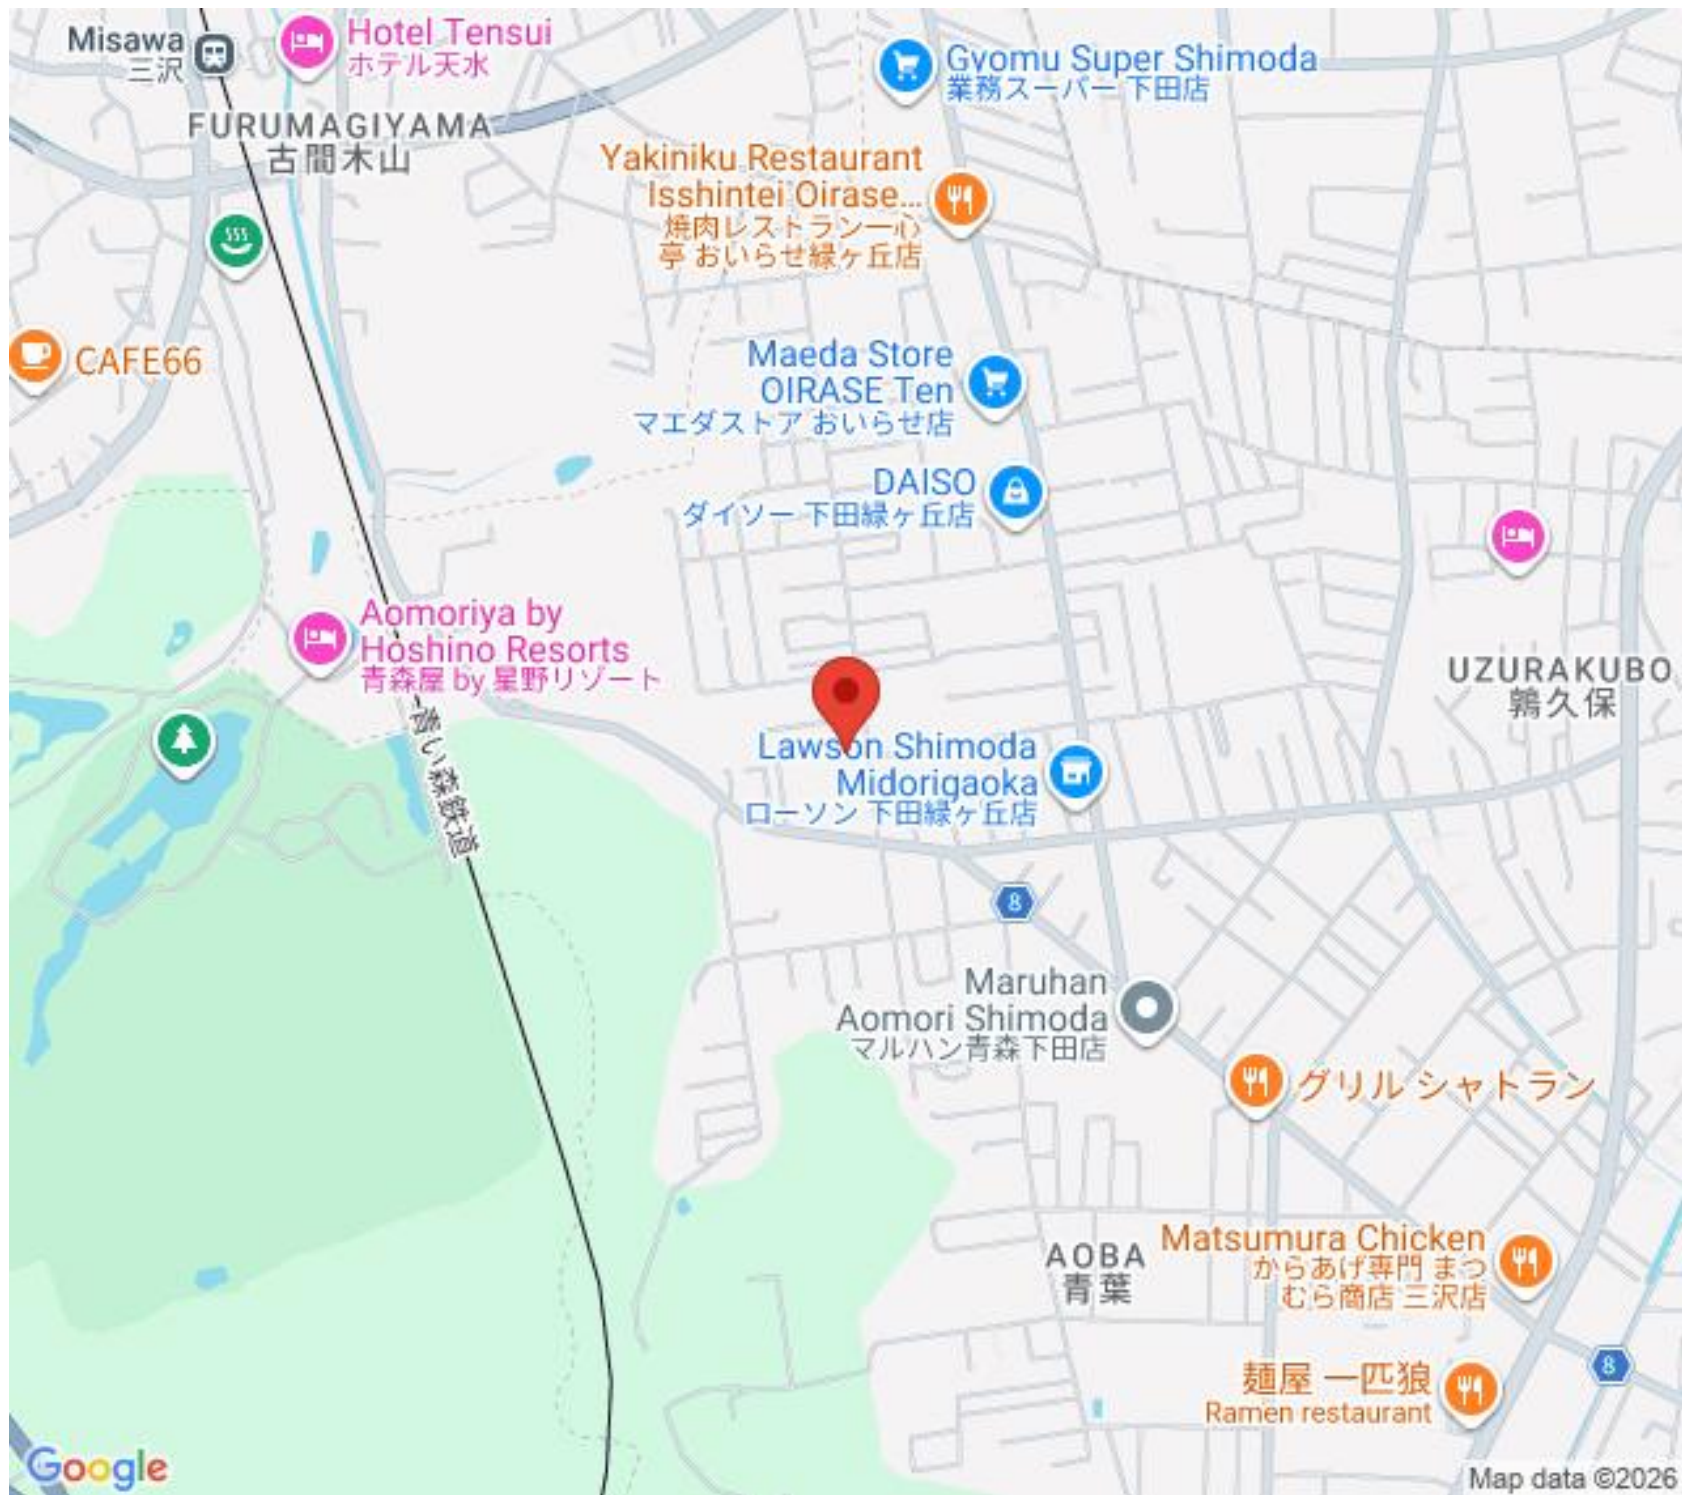 Misawa
三沢
Hotel Tensui
ホテル天水
Gyomu Super Shimoda
業務スーパー 下田店
FURUMAGIYAMA
古間木山
Yakiniku Restaurant
Isshintei Oirase...
焼肉レストラン一心
亭 おいらせ緑ヶ丘店
CAFE66
Maeda Store
OIRASE Ten
マエダストア おいらせ店
DAISO
ダイソー 下田緑ヶ丘店
Aomoriya by
Hoshino Resorts
青森屋 by 星野リゾート
UZURAKUBO
鶉久保
青い森鉄道
Lawson Shimoda
Midorigaoka
ローソン 下田緑ヶ丘店
8
Maruhan
Aomori Shimoda
マルハン青森下田店
グリル シャトラン
AOBA
青葉
Matsumura Chicken
からあげ専門 まつ
むら商店 三沢店
8
麺屋 一匹狼
Ramen restaurant
Google
Map data ©2026